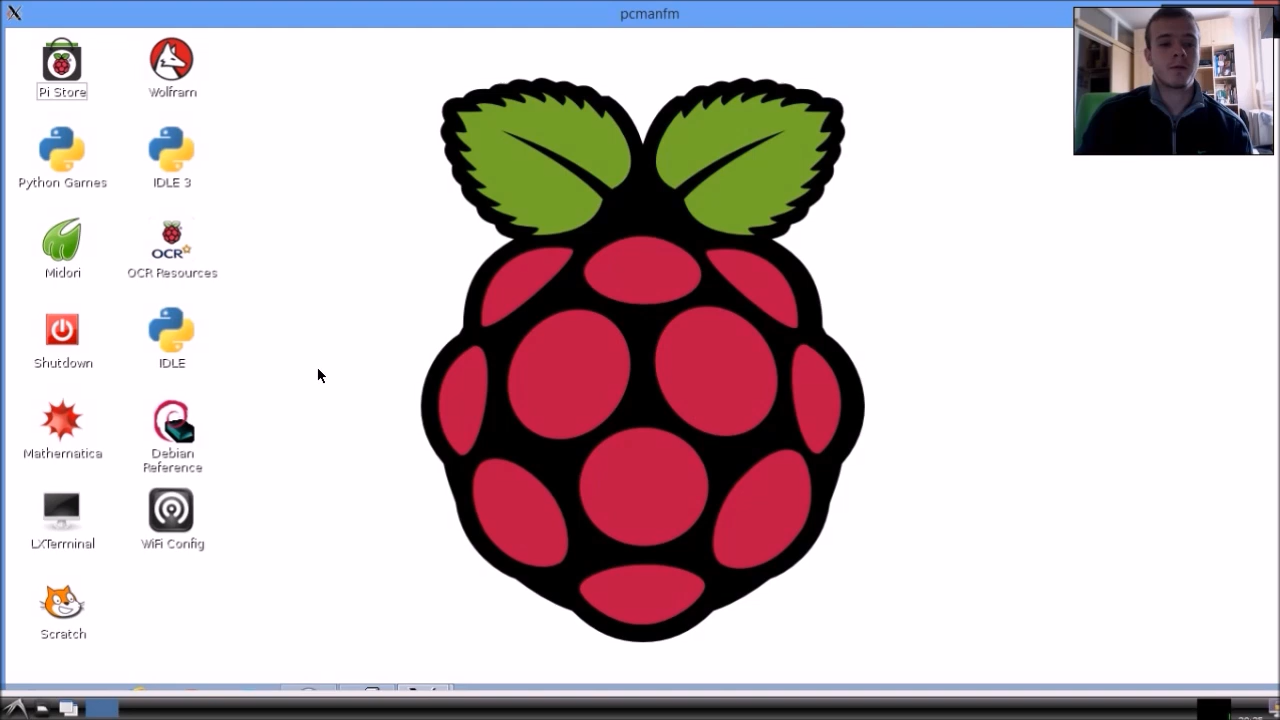 pcmanfm
Pi Store
Wolfram
Python Games
IDLE 3
Midori
OCR
OCR Resources
Shutdown
IDLE
Mathematica
Debian
Reference
LXTerminal
WiFi Config
Scratch